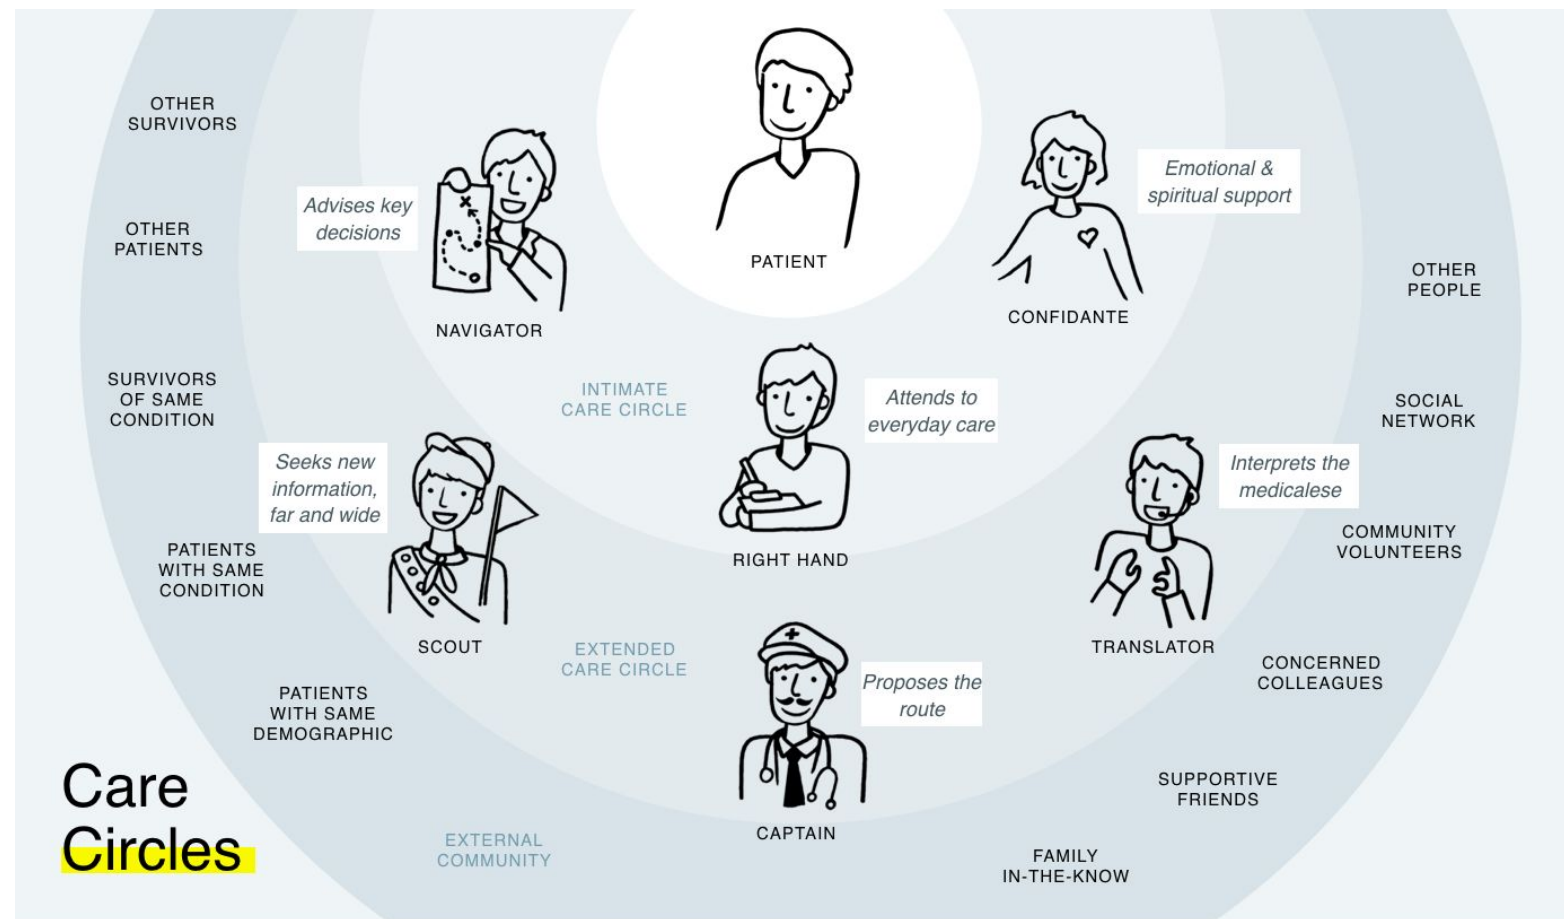 OTHER
SURVIVORS
OTHER
PATIENTS
SURVIVORS
OF SAME
CONDITION
PATIENTS
WITH SAME
CONDITION
PATIENTS
WITH SAME
DEMOGRAPHIC
Advises key
decisions
NAVIGATOR
PATIENT
Emotional &
spiritual support
CONFIDANTE
INTIMATE
CARE CIRCLE
Attends to
everyday care
RIGHT HAND
Seeks new
information,
far and wide
SCOUT
EXTENDED
CARE CIRCLE
Proposes the
route
CAPTAIN
Interprets the
medicalese
TRANSLATOR
OTHER
PEOPLE
SOCIAL
NETWORK
COMMUNITY
VOLUNTEERS
CONCERNED
COLLEAGUES
SUPPORTIVE
FRIENDS
FAMILY
IN-THE-KNOW
EXTERNAL
COMMUNITY
Care
Circles